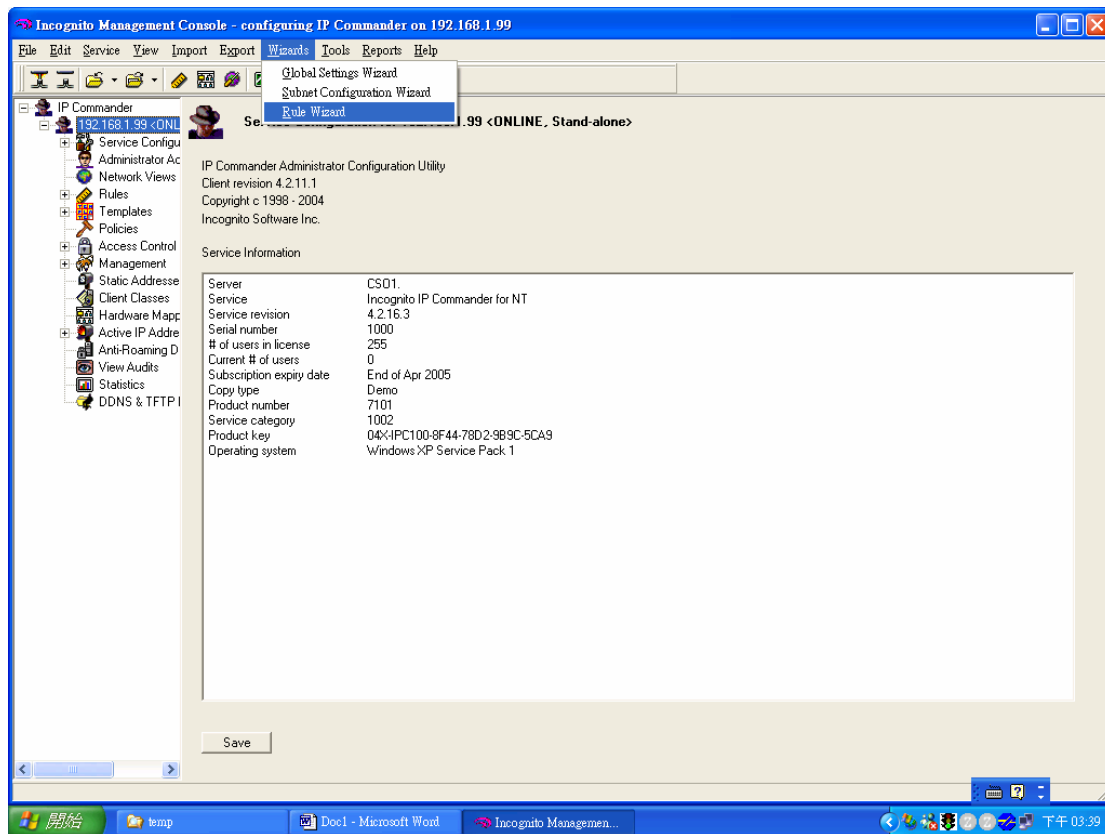 Incognito Management Console - configuring IP Commander on 192.168.1.99
File Edit Service View Import Export Wizards Tools Reports Help
Global Settings Wizard
Subnet Configuration Wizard
Rule Wizard
IP Commander
192.168.1.99 <ONL
Service Configu
Administrator Ac
Network Views
Rules
Templates
Policies
Access Control
Management
Static Addresse
Client Classes
Hardware Mapp
Active IP Addre
Anti-Roaming D
View Audits
Statistics
DDNS & TFTP
.99 <ONLINE, Stand-alone>
IP Commander Administrator Configuration Utility
Client revision 4.2.11.1
Copyright c 1998 - 2004
Incognito Software Inc.
Service Information
Server CSO1.
Service Incognito IP Commander for NT
Service revision 4.2.16.3
Serial number 1000
# of users in license 255
Current # of users 0
Subscription expiry date End of Apr 2005
Copy type Demo
Product number 7101
Service category 1002
Product key 04X-IPC100-8F44-78D2-9B9C-5CA9
Operating system Windows XP Service Pack 1
Save
開始 temp Doc1 - Microsoft Word Incognito Managemen... 下午 03:39